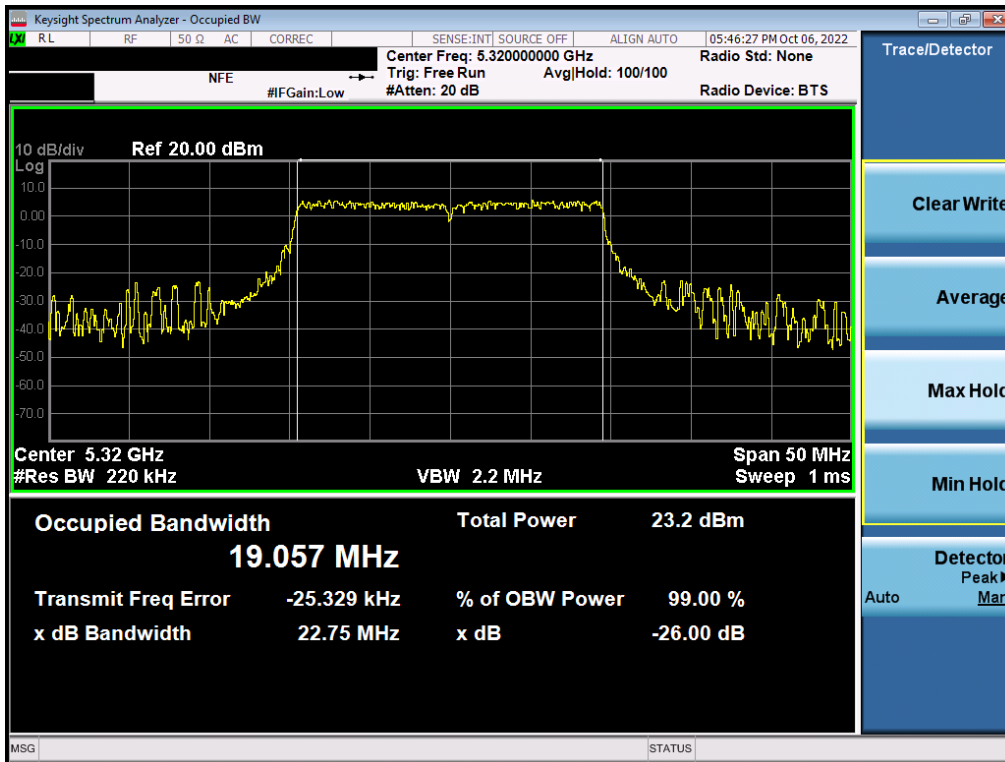 Keysight Spectrum Analyzer - Occupied BW
LXI RL RF 50 Ω AC CORREC SENSE:INT SOURCE OFF ALIGN AUTO 05:46:27 PM Oct 06, 2022
Center Freq: 5.320000000 GHz Radio Std: None
NFE Trig: Free Run Avg|Hold: 100/100
#IFGain:Low #Atten: 20 dB Radio Device: BTS
10 dB/div Ref 20.00 dBm
Log
10.0
0.00
-10.0
-20.0
-30.0
-40.0
-50.0
-60.0
-70.0
Center 5.32 GHz Span 50 MHz
#Res BW 220 kHz VBW 2.2 MHz Sweep 1 ms
Occupied Bandwidth Total Power 23.2 dBm
19.057 MHz
Transmit Freq Error -25.329 kHz % of OBW Power 99.00 %
x dB Bandwidth 22.75 MHz x dB -26.00 dB
Trace/Detector
Clear Write
Average
Max Hold
Min Hold
Detector
Peak
Auto Man
MSG STATUS